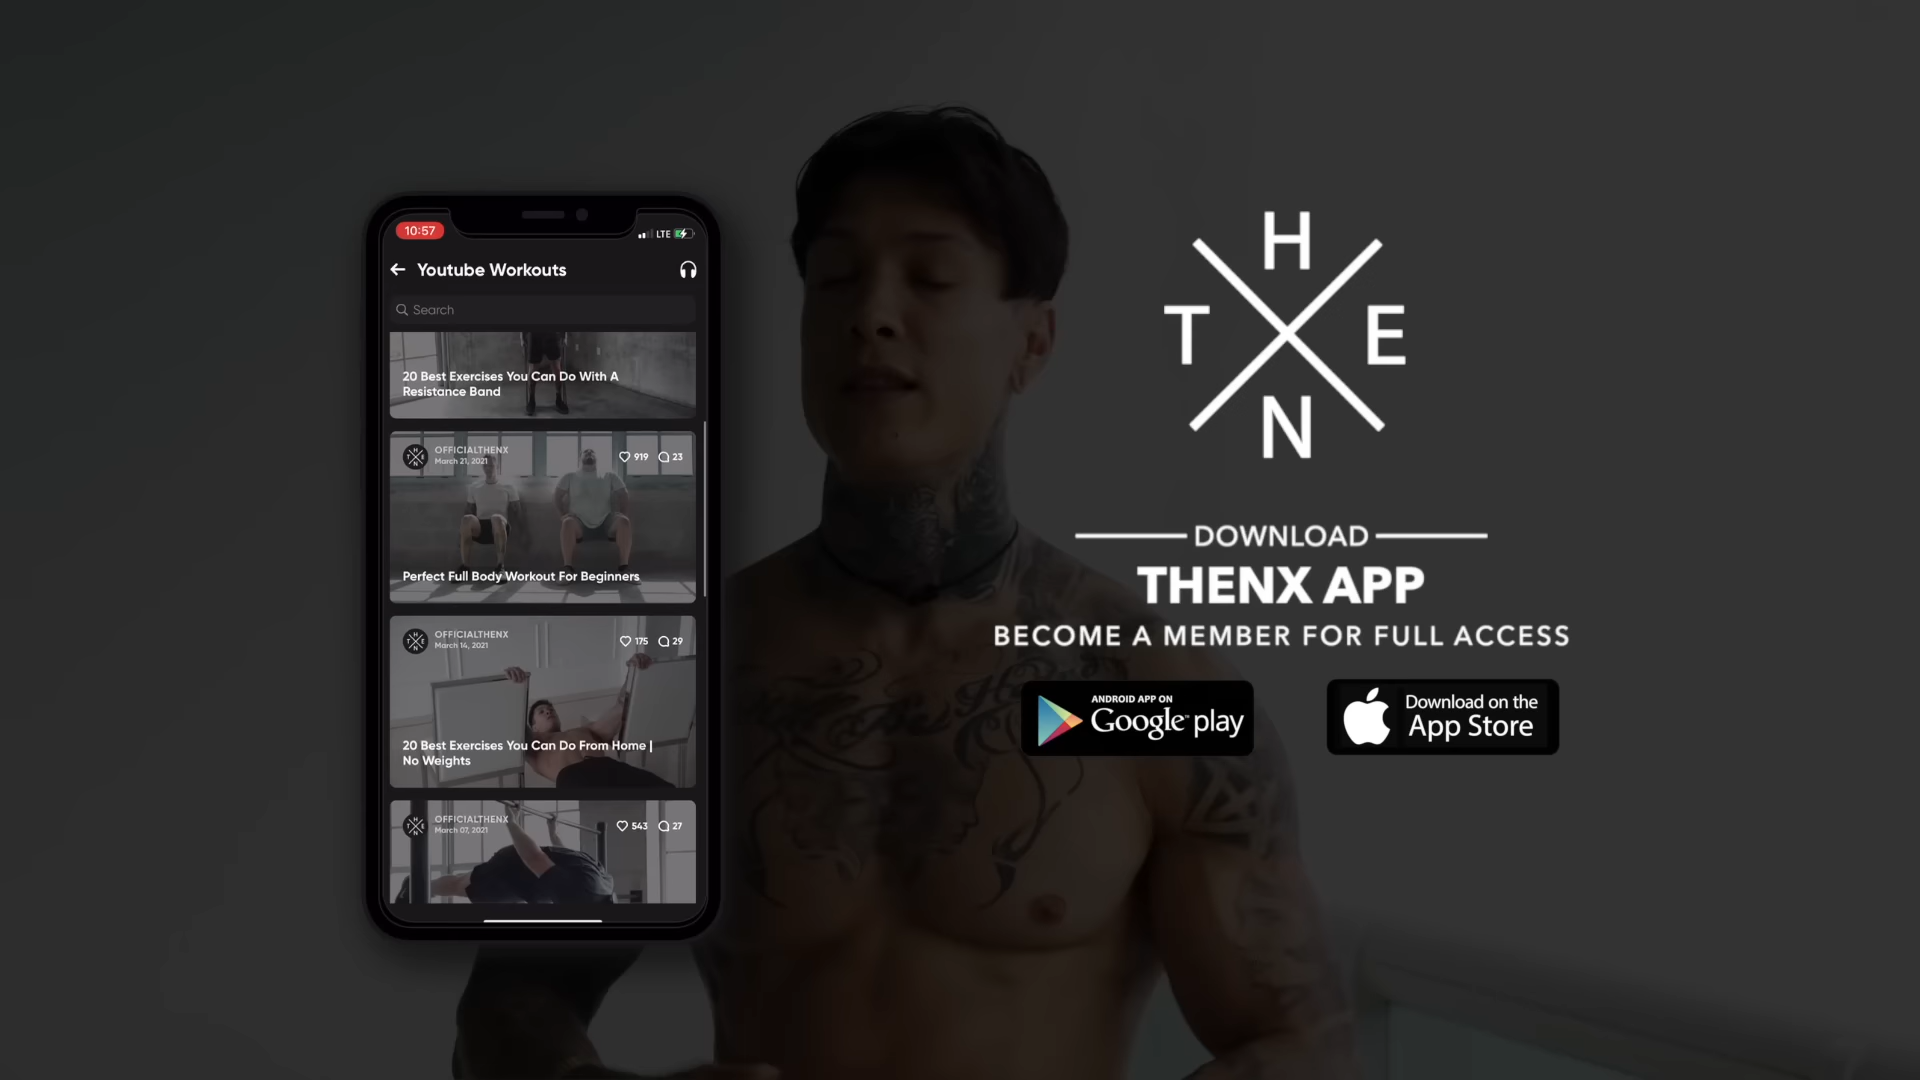 10:57
LTE
Youtube Workouts
Search
20 Best Exercises You Can Do With A
Resistance Band
OFFICIALTHENX
March 21, 2021
919
23
Perfect Full Body Workout For Beginners
OFFICIALTHENX
March 14, 2021
175
29
20 Best Exercises You Can Do From Home |
No Weights
OFFICIALTHENX
March 07, 2021
543
27
H
T E
N
DOWNLOAD
THENX APP
BECOME A MEMBER FOR FULL ACCESS
ANDROID APP ON
Google play
Download on the
App Store